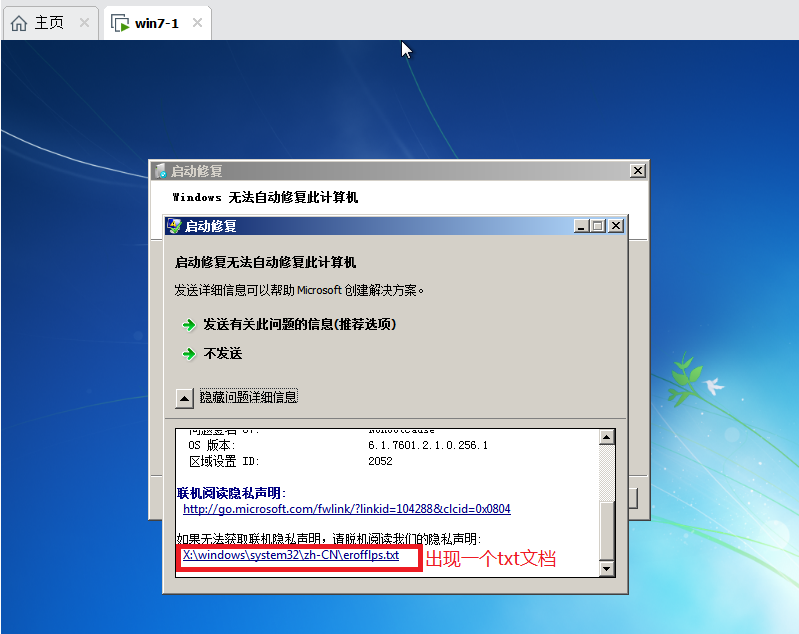 主页
win7-1
启动修复
Windows 无法自动修复此计算机
启动修复
启动修复无法自动修复此计算机
发送详细信息可以帮助 Microsoft 创建解决方案。
发送有关此问题的信息(推荐选项)
不发送
隐藏问题详细信息
OS 版本: 6.1.7601.2.1.0.256.1
区域设置 ID: 2052
联机阅读隐私声明:
http://go.microsoft.com/fwlink/?linkid=104288&clcid=0x0804
如果无法获取联机隐私声明，请脱机阅读我们的隐私声明:
X:\windows\system32\zh-CN\erofflps.txt
出现一个txt文档